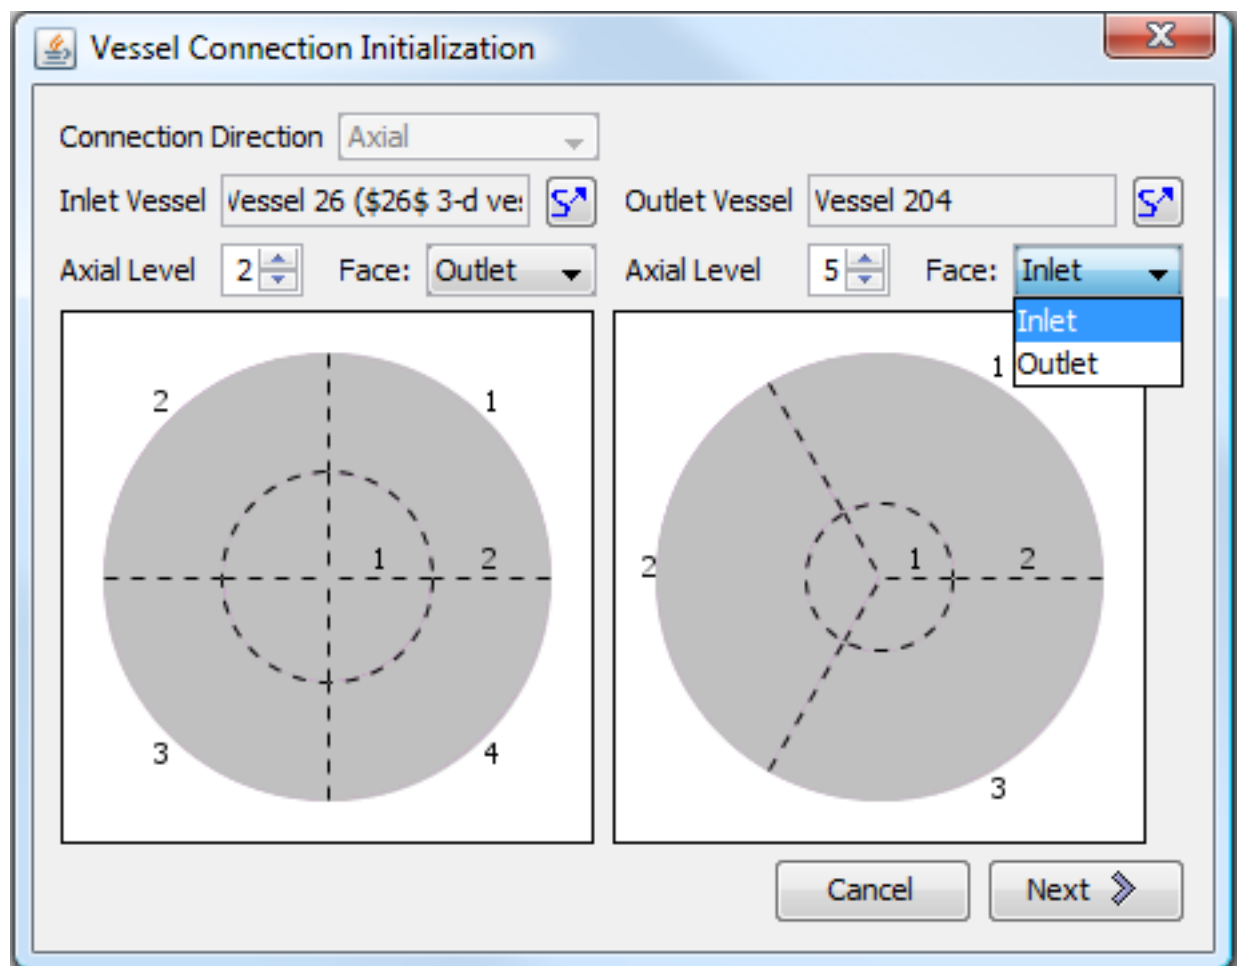 Vessel Connection Initialization
Connection Direction Axial
Inlet Vessel Vessel 26 ($26$ 3-d ves Outlet Vessel Vessel 204
Axial Level 2 Face: Outlet Axial Level 5 Face: Inlet
Inlet
Outlet
2 1 1
1 2 2 1 2
3 4 3
Cancel Next